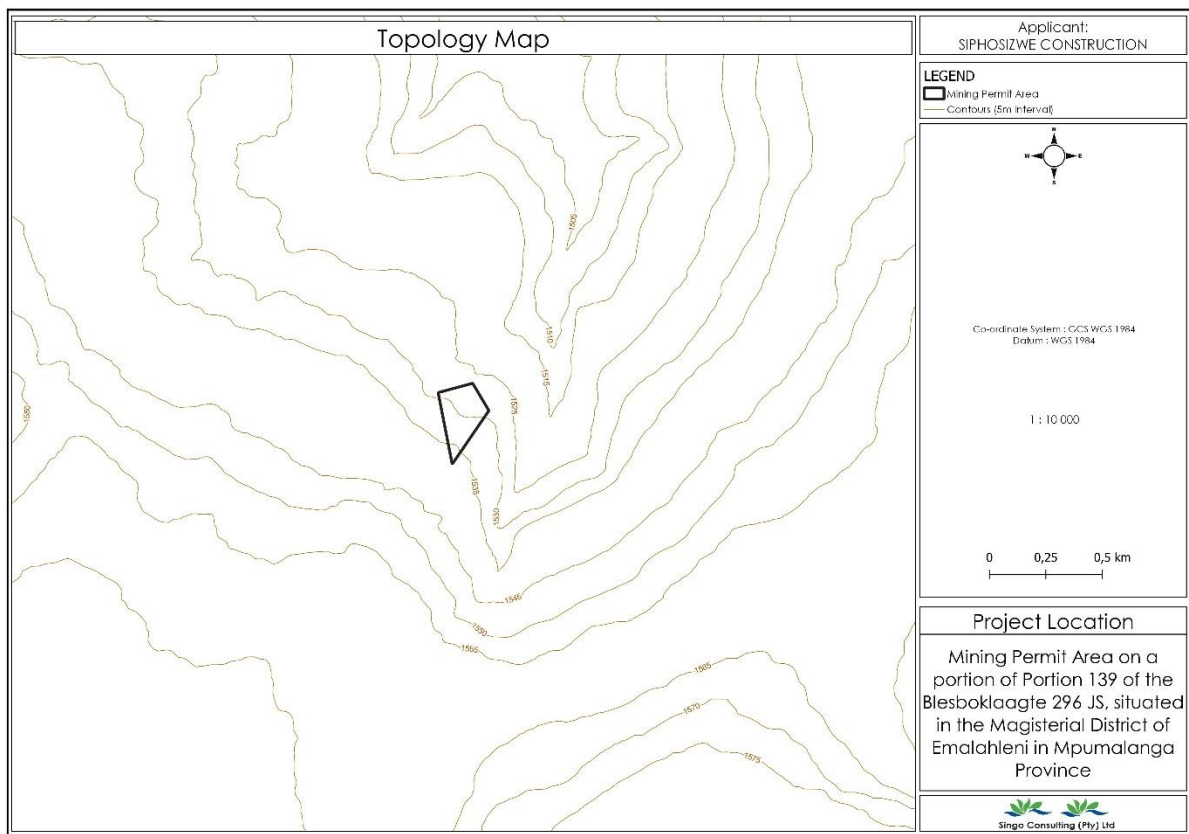 Topology Map
1505
1510
1515
1525
1550
1535
1530
1545
1550
1555
1565
1570
1575
Applicant:
SIPHOSIZWE CONSTRUCTION
LEGEND
Mining Permit Area
Contours (5m Interval)
N
W E
S
Co-ordinate System : GCS WGS 1984
Datum : WGS 1984
1 : 10 000
0 0,25 0,5 km
Project Location
Mining Permit Area on a
portion of Portion 139 of the
Blesboklaagte 296 JS, situated
in the Magisterial District of
Emalahleni in Mpumalanga
Province
Singo Consulting (Pty) Ltd